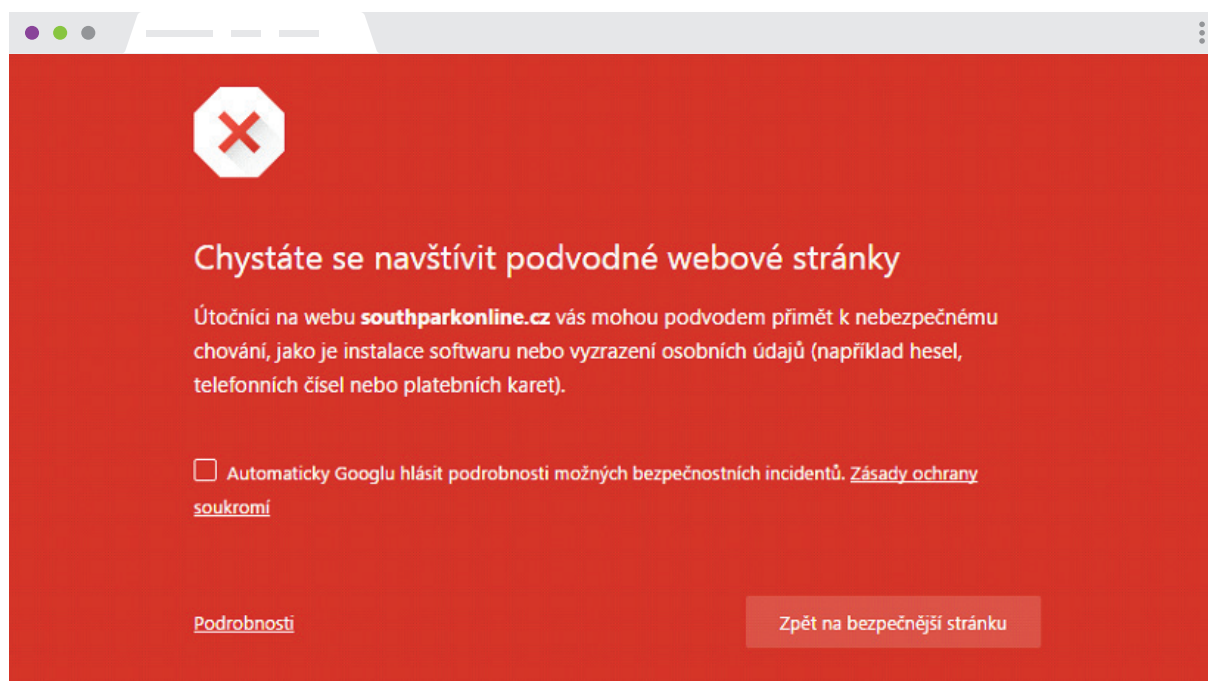 Chystáte se navštívit podvodné webové stránky
Útočníci na webu southparkonline.cz vás mohou podvodem přimět k nebezpečnému
chování, jako je instalace softwaru nebo vyzrazení osobních údajů (například hesel,
telefonních čísel nebo platebních karet).
Automaticky Googlu hlásit podrobnosti možných bezpečnostních incidentů. Zásady ochrany
soukromí
Podrobnosti
Zpět na bezpečnější stránku